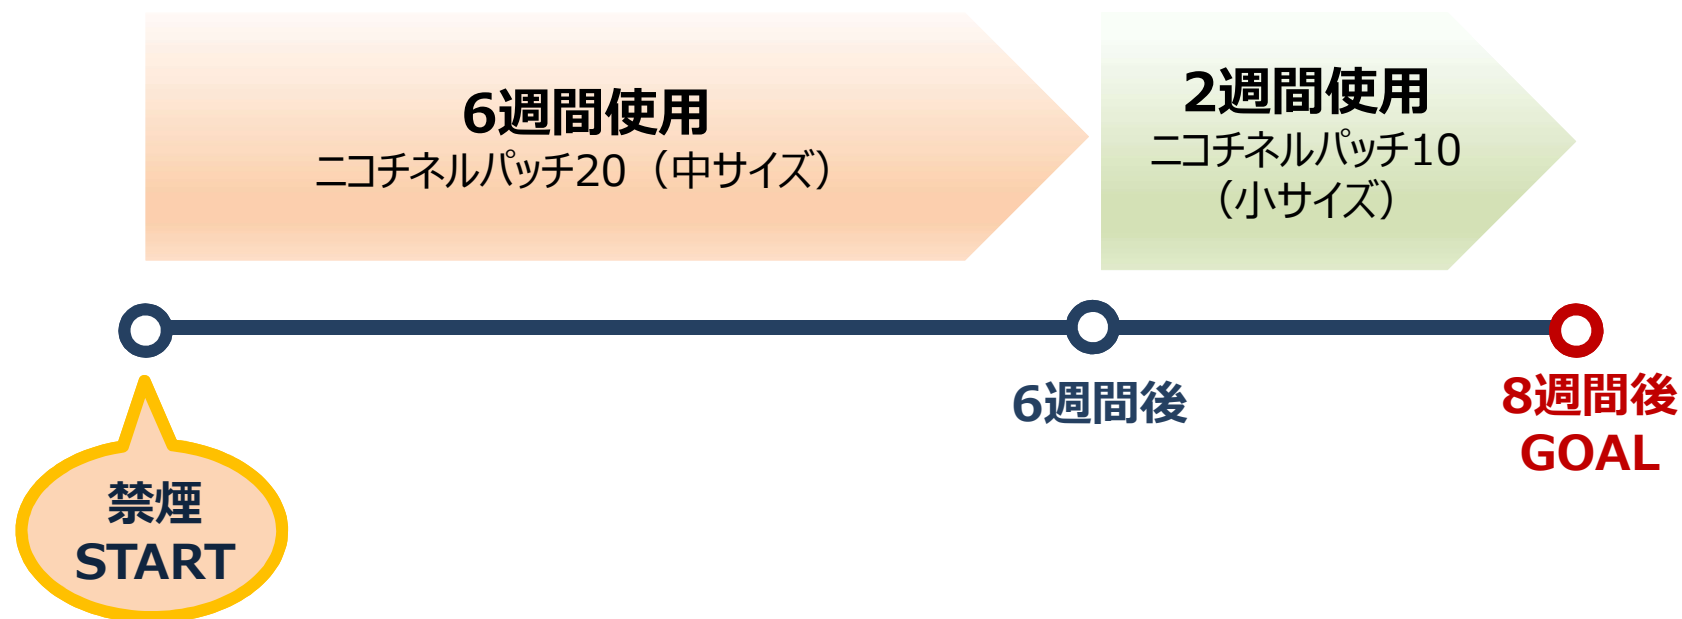 6週間使用
ニコチネルパッチ20（中サイズ）
2週間使用
ニコチネルパッチ10
（小サイズ）
6週間後
8週間後
GOAL
禁煙
START